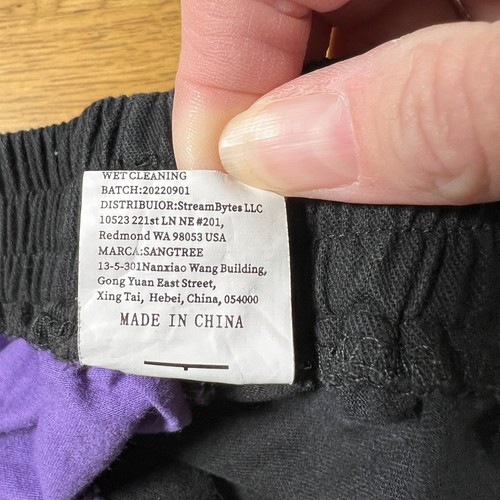 WET CLEANING
BATCH:20220901
DISTRIBUIOR:StreamBytes LLC
10523 221st LN NE #201,
Redmond WA 98053 USA
MARCA:SANGTREE
13-5-301Nanxiao Wang Building,
Gong Yuan East Street,
Xing Tai, Hebei, China, 054000
MADE IN CHINA